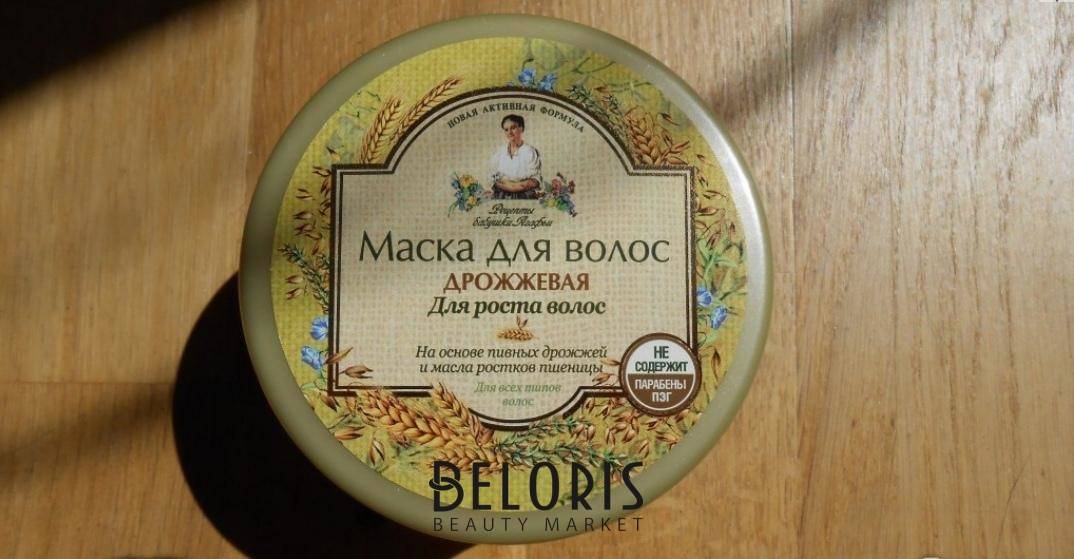 НОВАЯ АКТИВНАЯ ФОРМУЛА
Рецепты
бабушки Агафьи
Маска для волос
ДРОЖЖЕВАЯ
Для роста волос
На основе пивных дрожжей
и масла ростков пшеницы
Для всех типов
волос
НЕ
СОДЕРЖИТ
ПАРАБЕНЫ
ПЭГ
BELORIS
BEAUTY MARKET